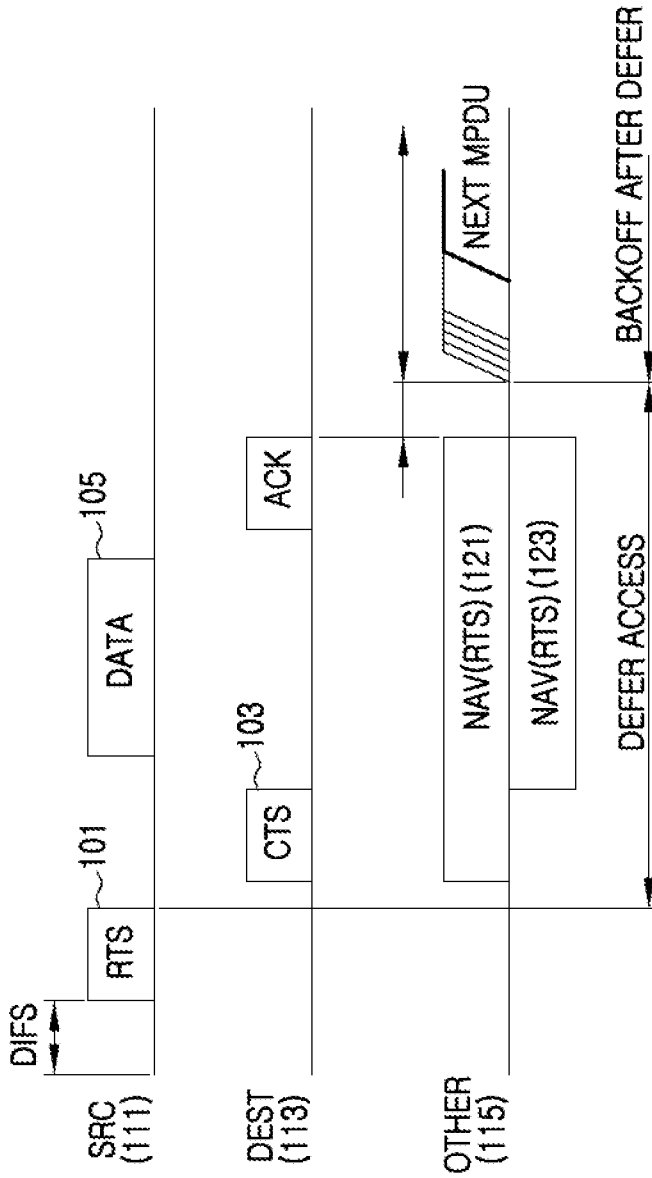 DIFS
SRC
(111)
RTS
101
DATA
105
DEST
(113)
CTS
103
ACK
OTHER
(115)
NAV(RTS)(121)
NAV(RTS)(123)
NEXT MPDU
DEFER ACCESS
BACKOFF AFTER DEFER